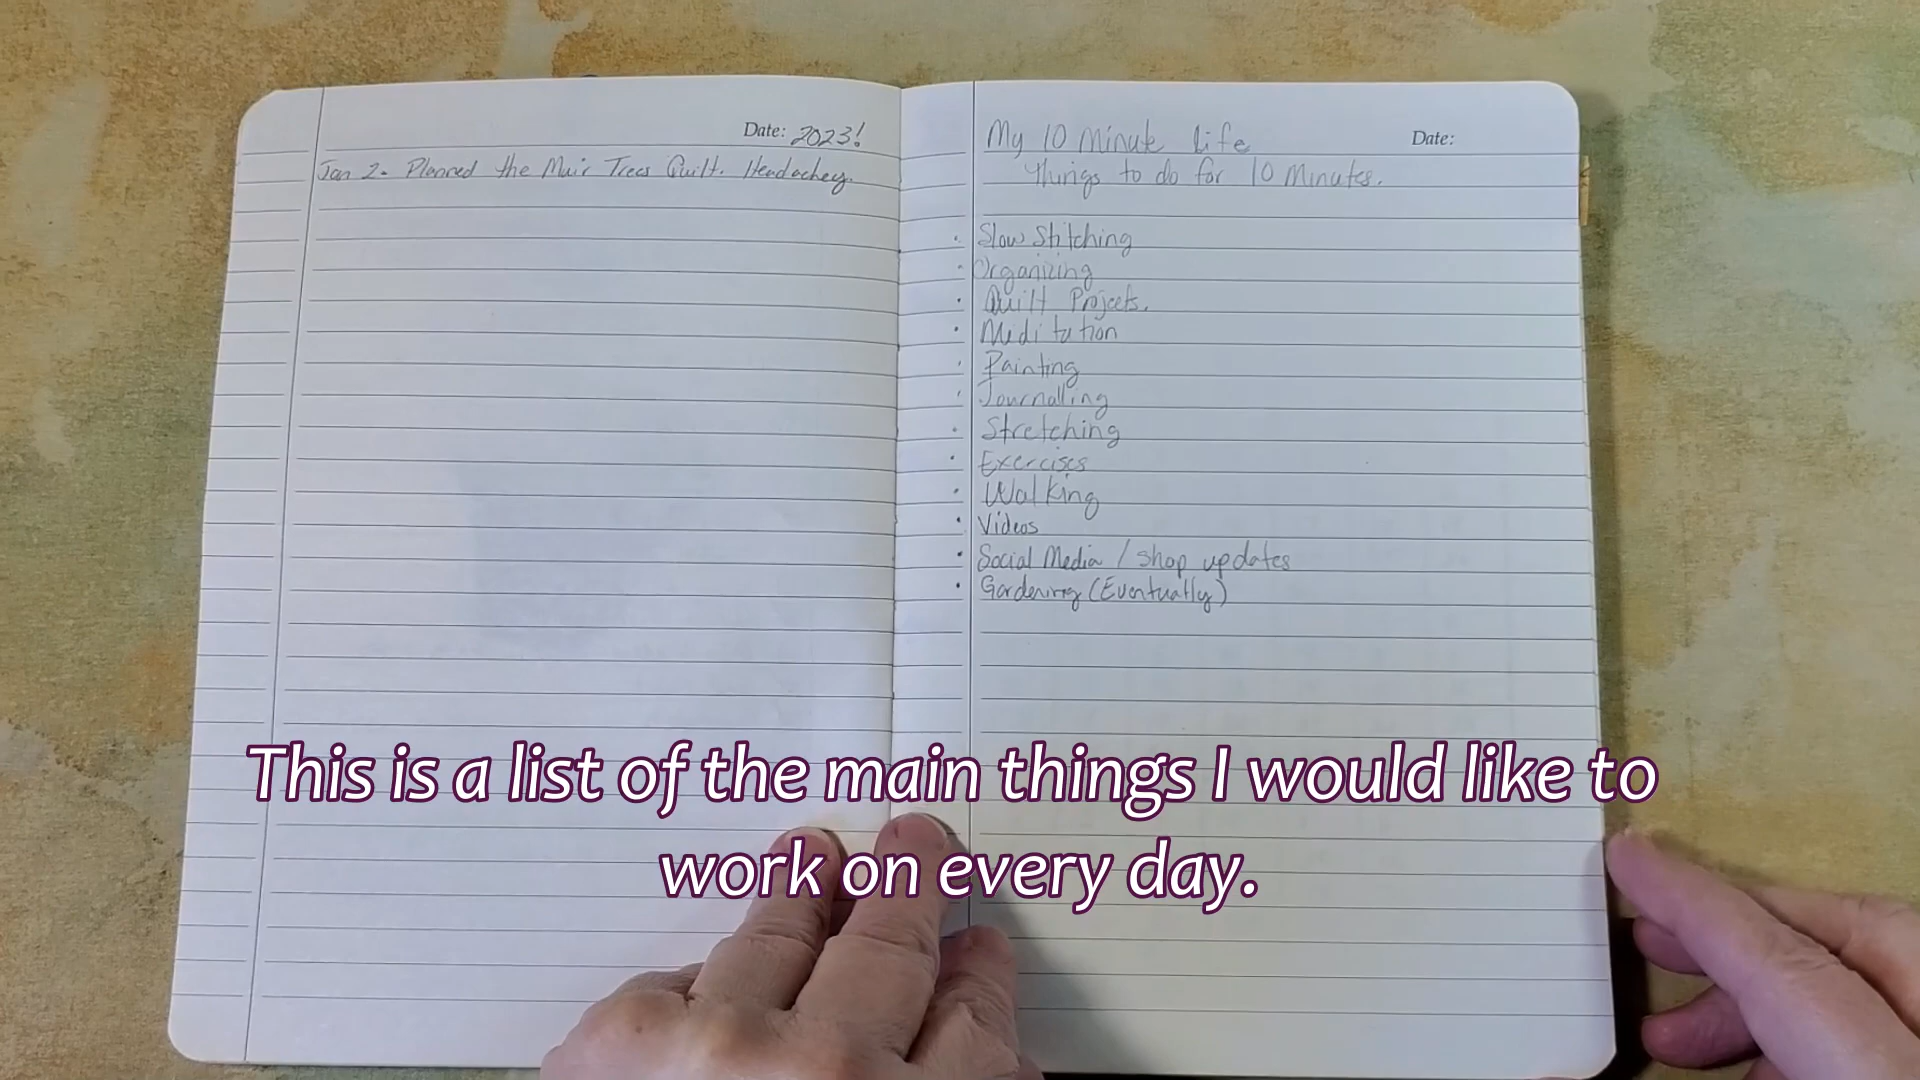 Date: 2023!
Jan 2. Planned the Muir Trees Quilt. Headachey.
My 10 Minute Life
Date:
Things to do for 10 Minutes.
• Slow Stitching
• Organizing
• Quilt Projects.
• Meditation
• Painting
• Journalling
• Stretching
• Exercises
• Walking
• Videos
• Social Media / shop updates
• Gardening (Eventually)
This is a list of the main things I would like to
work on every day.